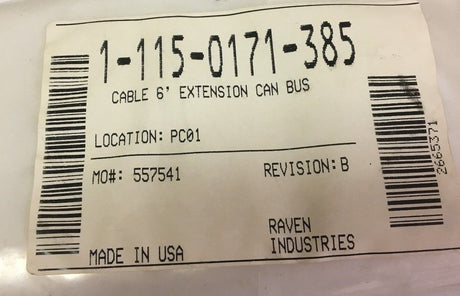 1-115-0171-385
CABLE 6' EXTENSION CAN BUS
LOCATION: PC01
MO#: 557541
REVISION: B
2665371
RAVEN
INDUSTRIES
MADE IN USA